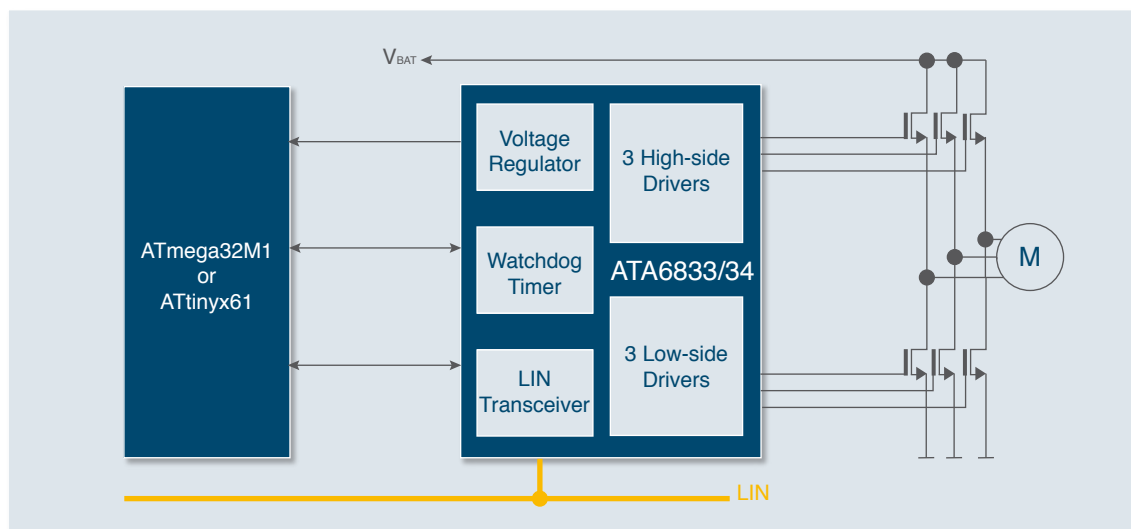 VBAT
Voltage
Regulator
3 High-side
Drivers
ATmega32M1
or
ATtinyx61
Watchdog
Timer
ATA6833/34
M
LIN
Transceiver
3 Low-side
Drivers
LIN